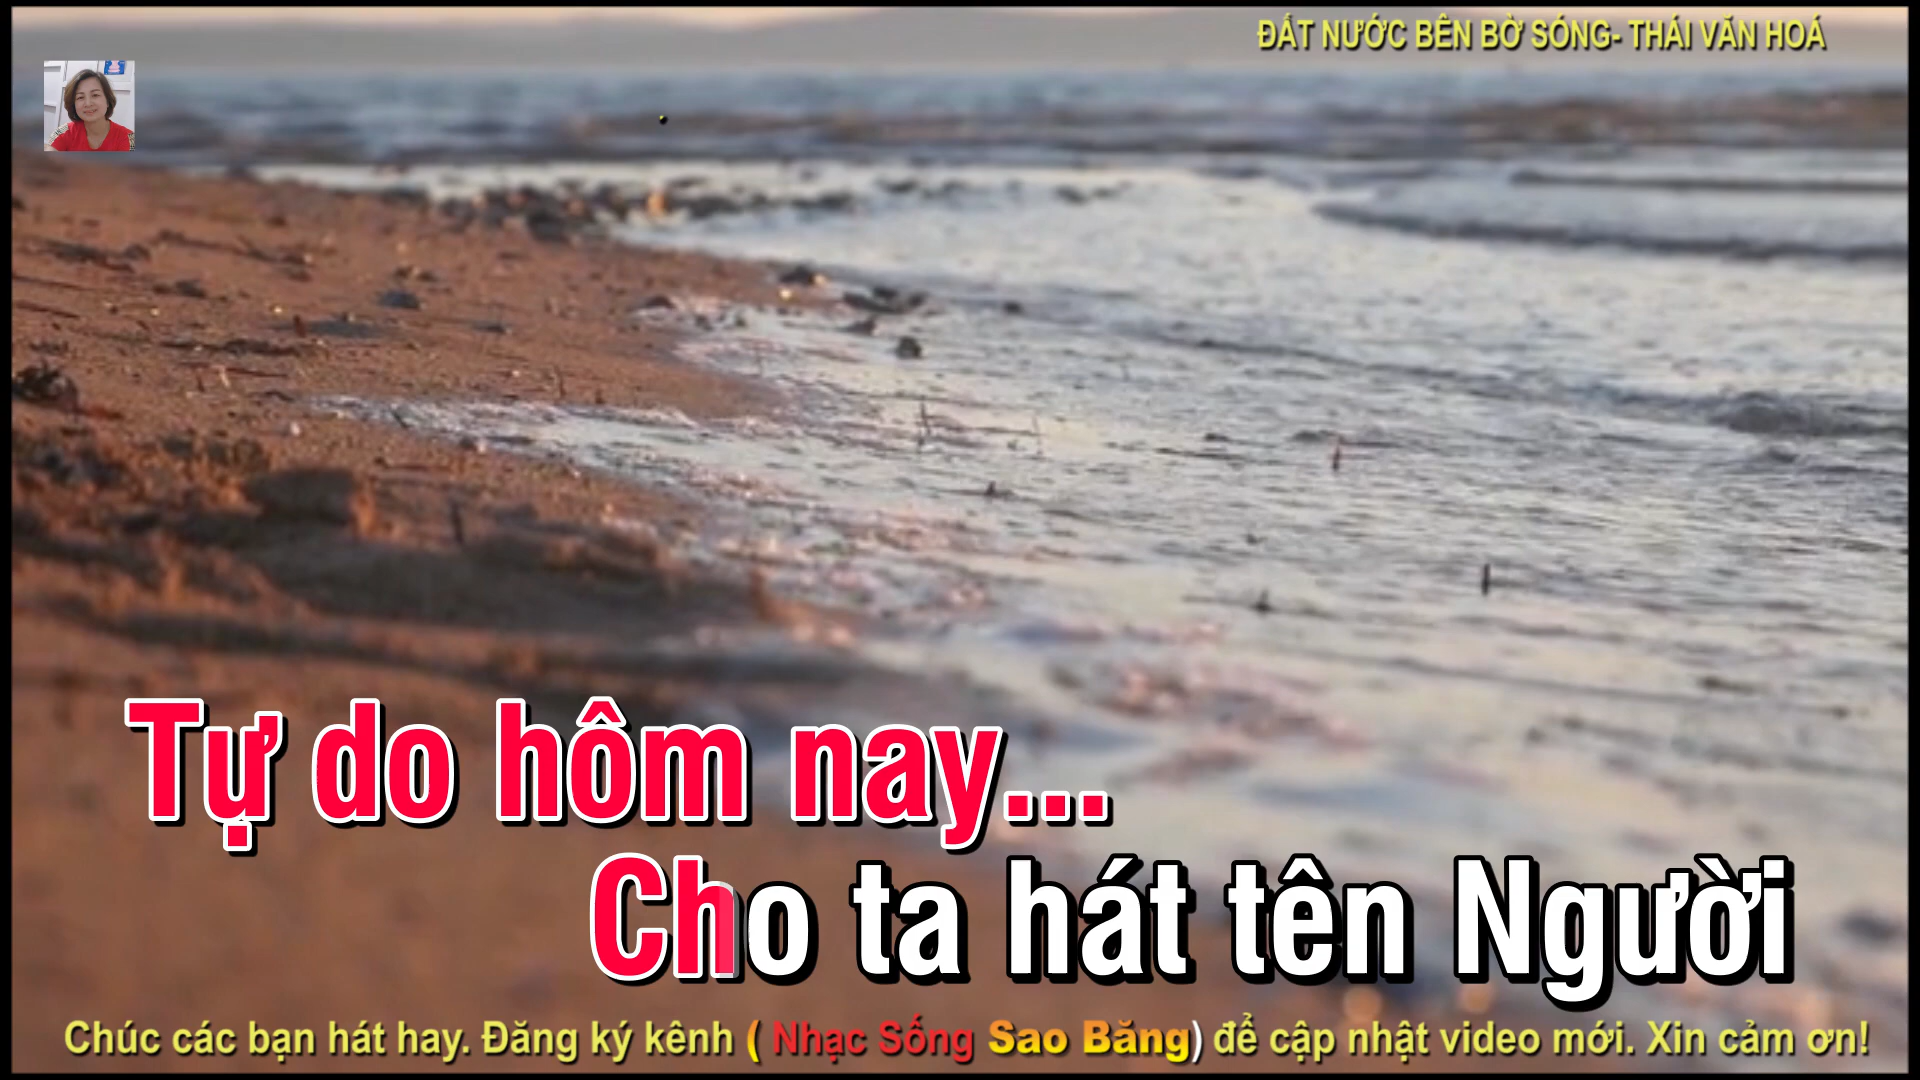 ĐẤT NƯỚC BÊN BỜ SÓNG- THÁI VĂN HOÁ
Tự do hôm nay...
Cho ta hát tên Người
Chúc các bạn hát hay. Đăng ký kênh ( Nhạc Sống Sao Băng) để cập nhật video mới. Xin cảm ơn!